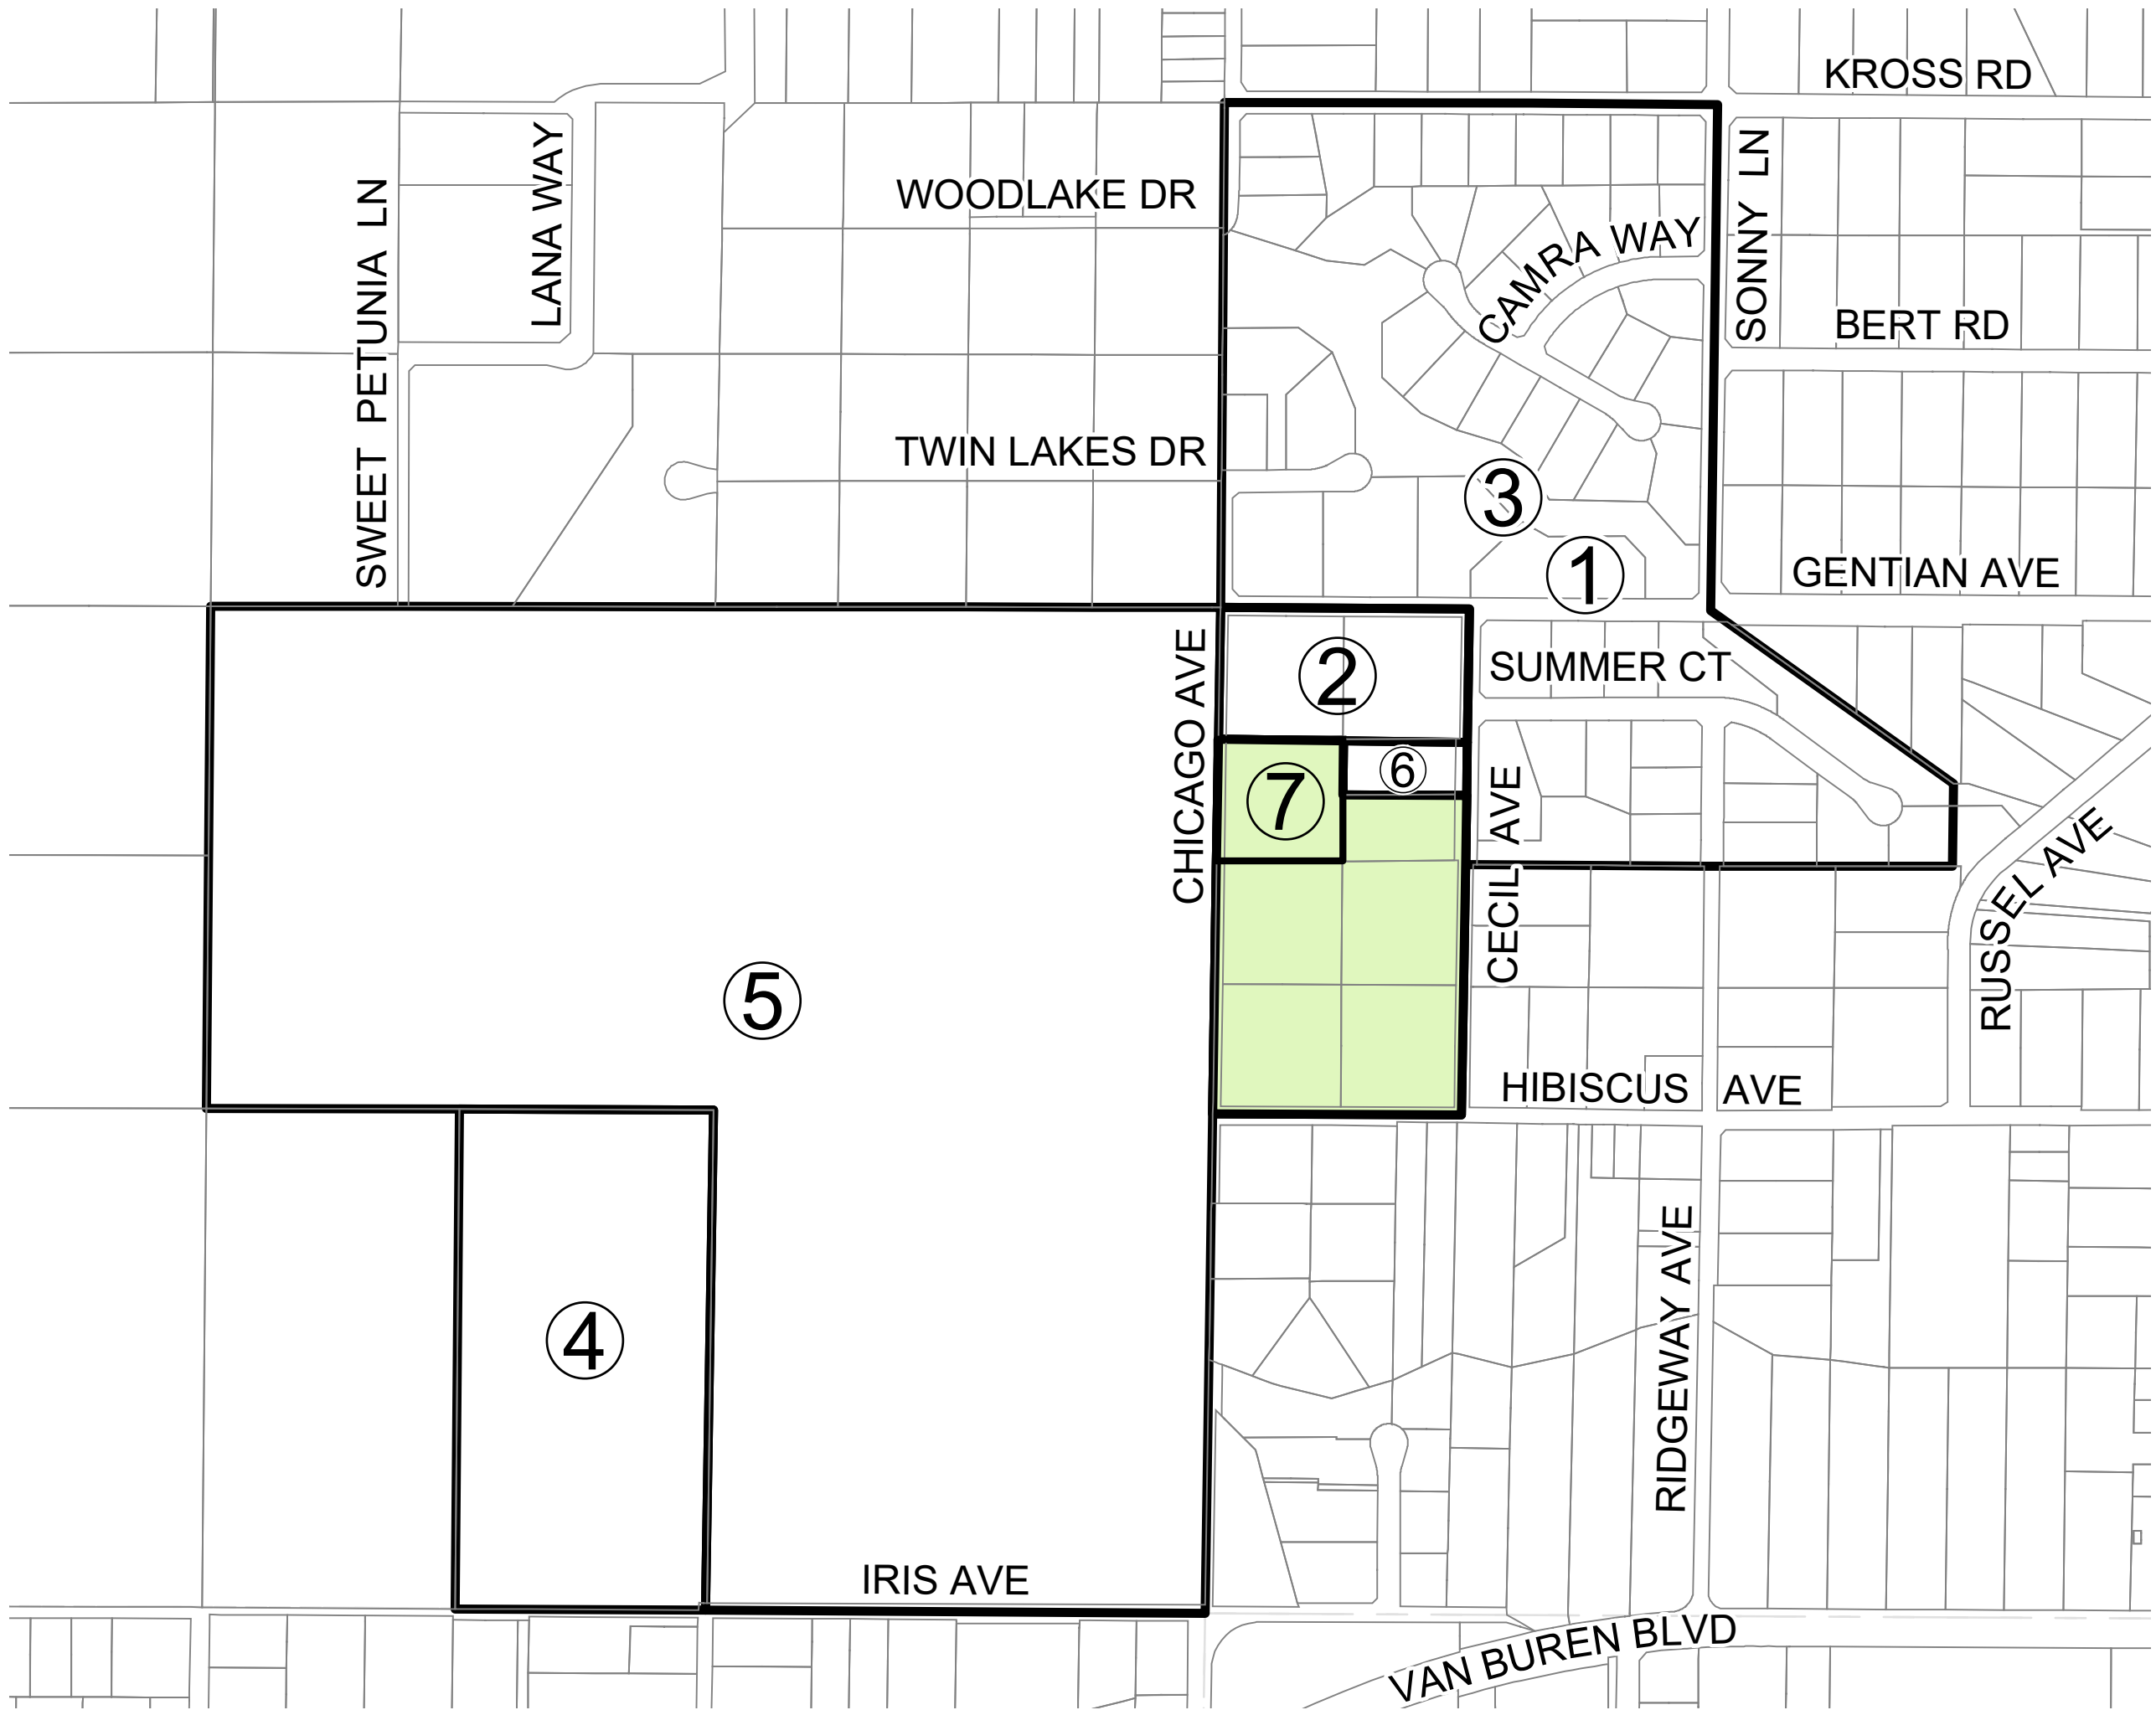 KROSS RD
SONNY LN
LANA WAY
WOODLAKE DR
SWEET PETUNIA LN
CAMRA WAY
BERT RD
TWIN LAKES DR
3
1
GENTIAN AVE
CHICAGO AVE
2
SUMMER CT
6
7
CECIL AVE
RUSSEL AVE
5
HIBISCUS AVE
RIDGEWAY AVE
4
IRIS AVE
VAN BUREN BLVD